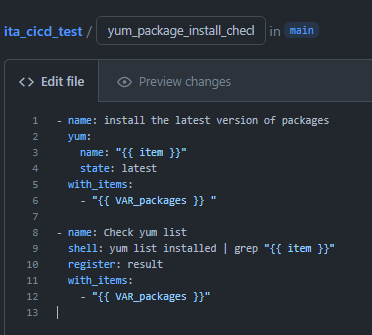 ita_cicd_test / yum_package_install_checl in main
<> Edit file Preview changes
1 - name: install the latest version of packages
2 yum:
3 name: "{{ item }}"
4 state: latest
5 with_items:
6 - "{{ VAR_packages }} "
7
8 - name: Check yum list
9 shell: yum list installed | grep "{{ item }}"
10 register: result
11 with_items:
12 - "{{ VAR_packages }}"
13